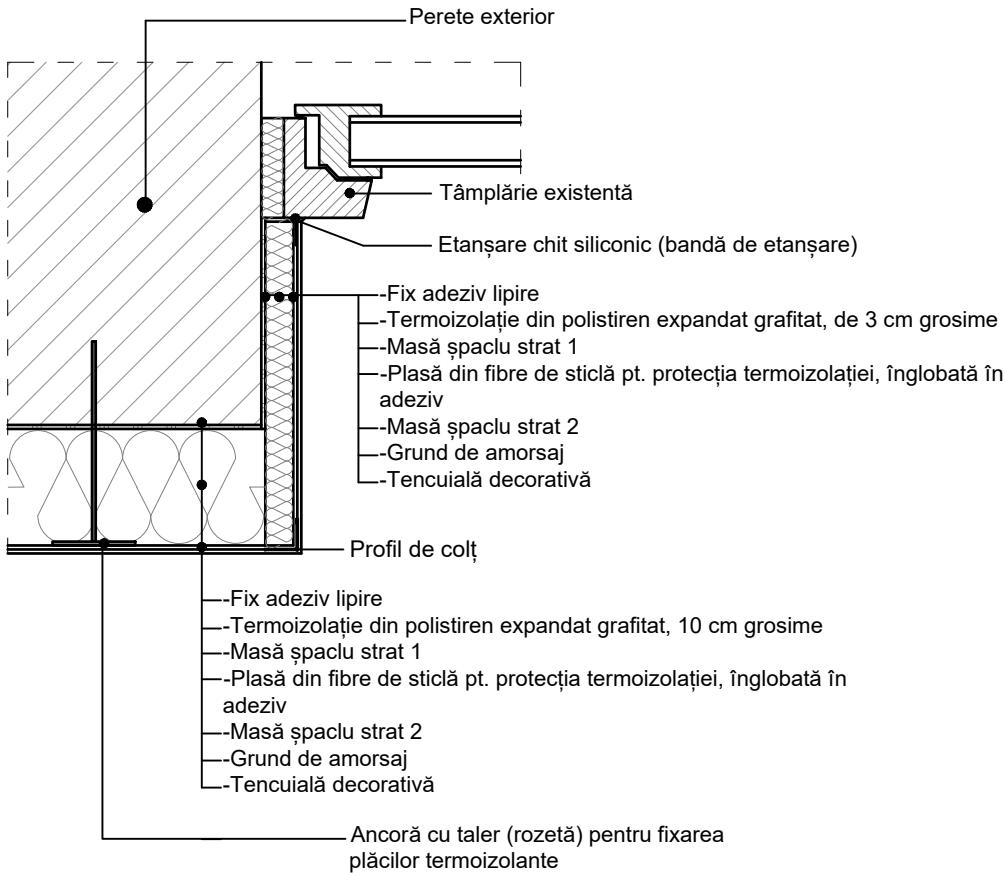 Perete exterior
Tâmplărie existentă
Etanșare chit siliconic (bandă de etanșare)
-Fix adeziv lipire
-Termoizolație din polistiren expandat grafitat, de 3 cm grosime
-Masă șpaclu strat 1
-Plasă din fibre de sticlă pt. protecția termoizolației, înglobată în
adeziv
-Masă șpaclu strat 2
-Grund de amorsaj
-Tencuială decorativă
Profil de colț
-Fix adeziv lipire
-Termoizolație din polistiren expandat grafitat, 10 cm grosime
-Masă șpaclu strat 1
-Plasă din fibre de sticlă pt. protecția termoizolației, înglobată în
adeziv
-Masă șpaclu strat 2
-Grund de amorsaj
-Tencuială decorativă
Ancoră cu taler (rozetă) pentru fixarea
plăcilor termoizolante